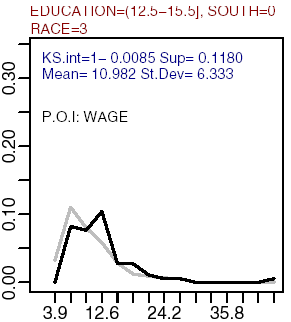 EDUCATION=(12.5−15.5], SOUTH=0
RACE=3
KS.int=1− 0.0085 Sup= 0.1180
Mean= 10.982 St.Dev= 6.333
P.O.I: WAGE
0.30
0.20
0.10
0.00
3.9 12.6 24.2 35.8